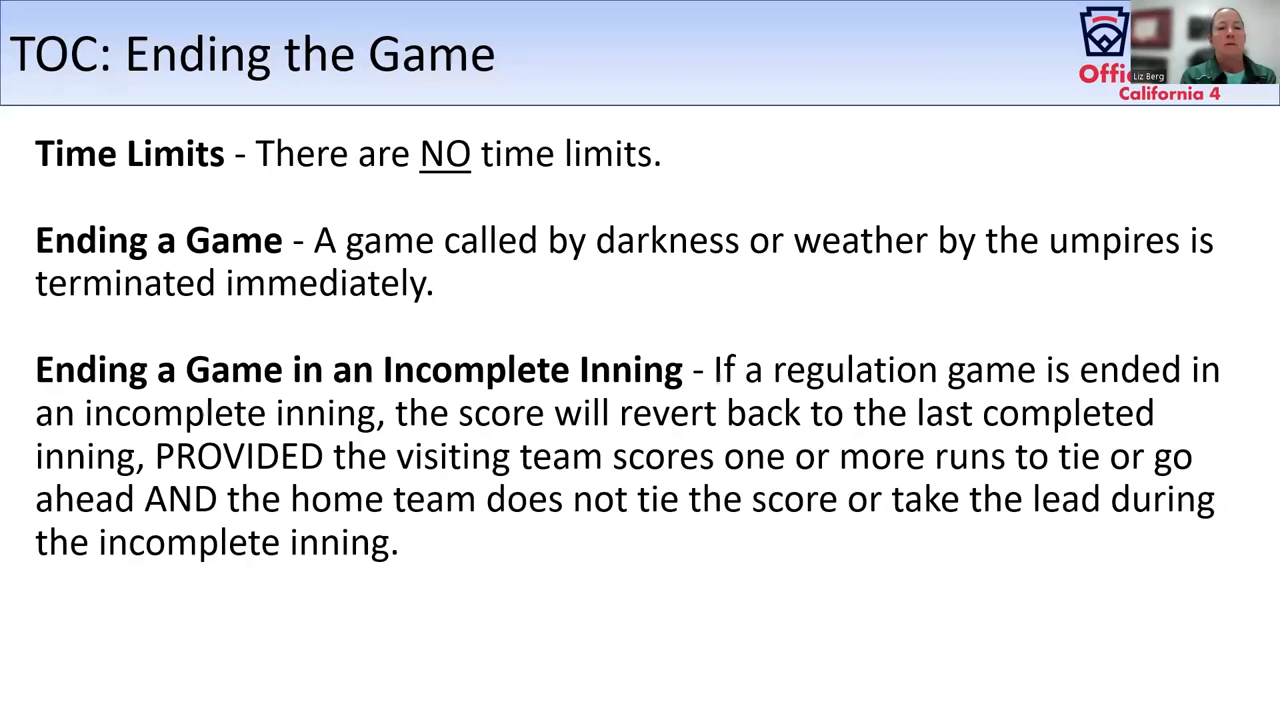 TOC: Ending the Game
Offic
California 4
Liz Berg
Time Limits - There are NO time limits.
Ending a Game - A game called by darkness or weather by the umpires is
terminated immediately.
Ending a Game in an Incomplete Inning - If a regulation game is ended in
an incomplete inning, the score will revert back to the last completed
inning, PROVIDED the visiting team scores one or more runs to tie or go
ahead AND the home team does not tie the score or take the lead during
the incomplete inning.